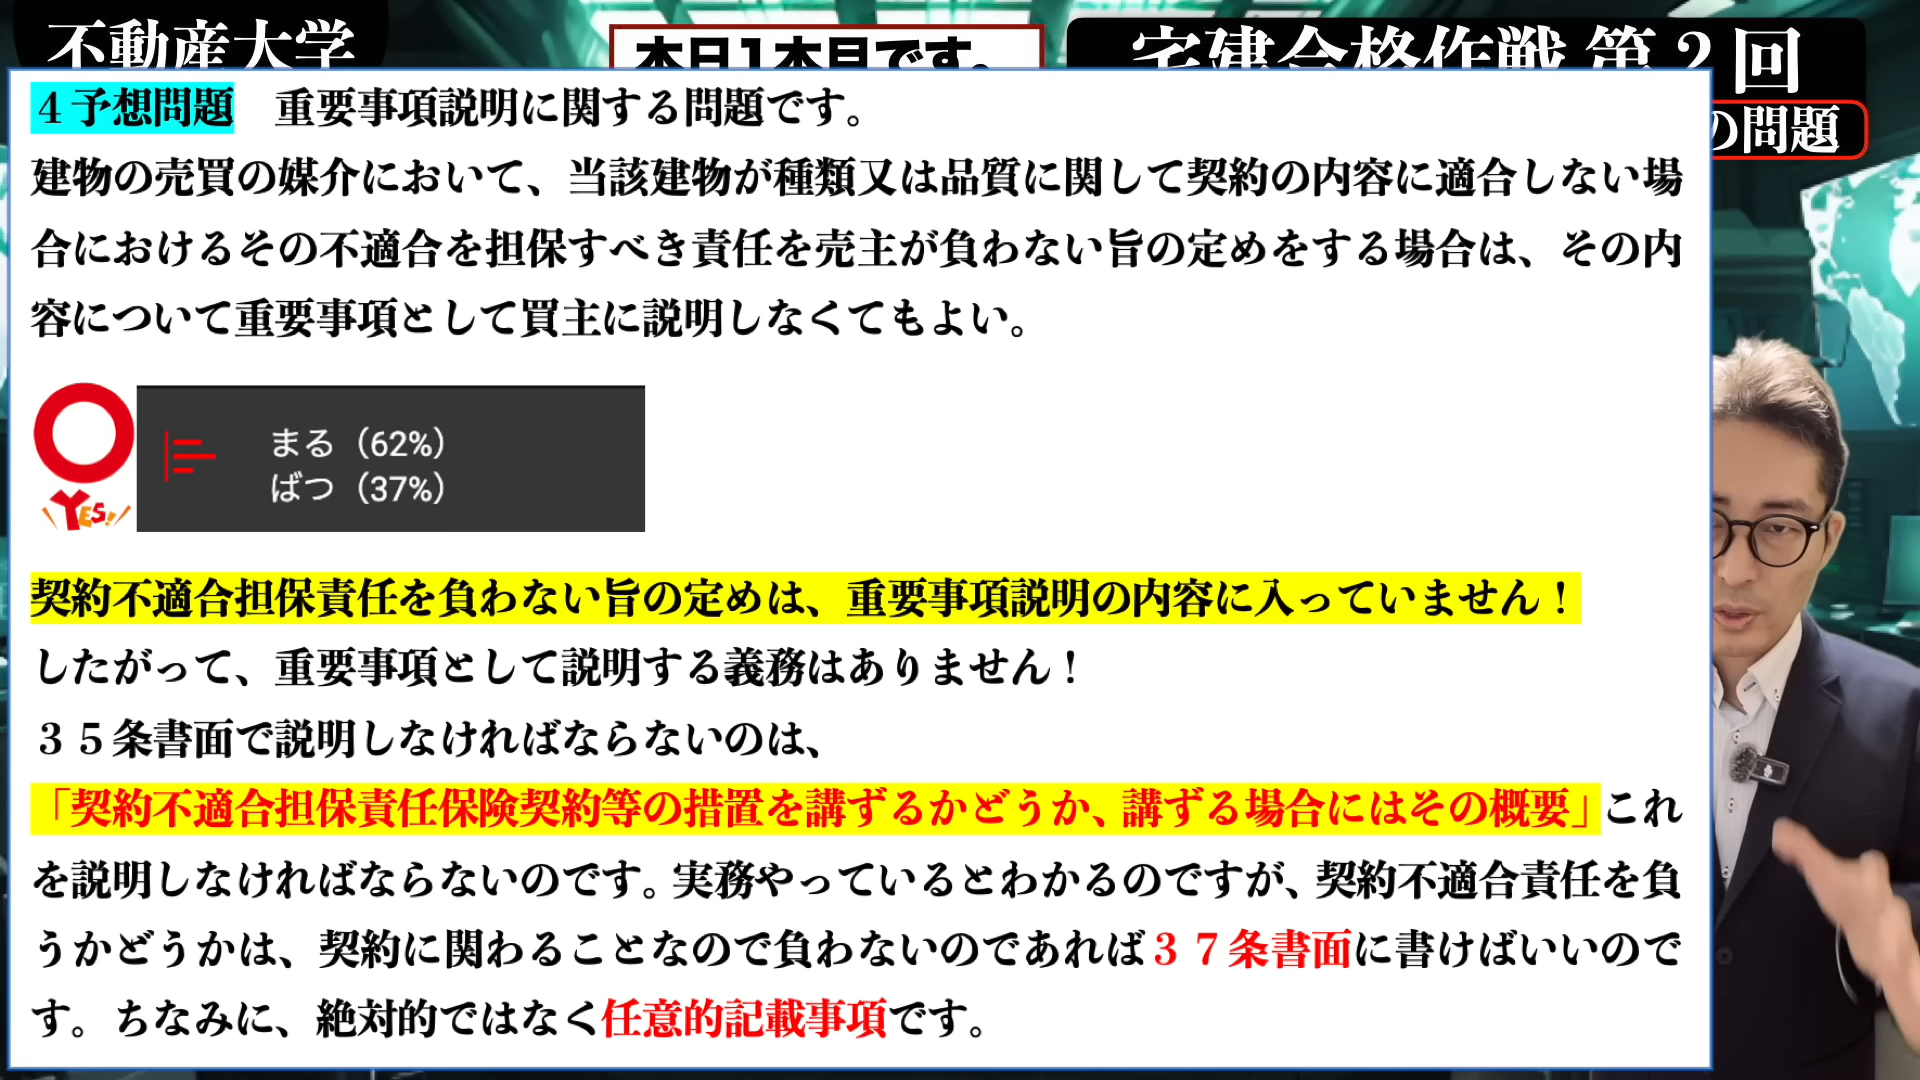 不動産大学
本日1本目です。
宅建合格作戦 第２回
の問題
４予想問題　重要事項説明に関する問題です。
建物の売買の媒介において、当該建物が種類又は品質に関して契約の内容に適合しない場
合におけるその不適合を担保すべき責任を売主が負わない旨の定めをする場合は、その内
容について重要事項として買主に説明しなくてもよい。
YES!
まる（62%）
ばつ（37%）
契約不適合担保責任を負わない旨の定めは、重要事項説明の内容に入っていません！
したがって、重要事項として説明する義務はありません！
３５条書面で説明しなければならないのは、
「契約不適合担保責任保険契約等の措置を講ずるかどうか、講ずる場合にはその概要」これ
を説明しなければならないのです。実務やっているとわかるのですが、契約不適合責任を負
うかどうかは、契約に関わることなので負わないのであれば３７条書面に書けばいいので
す。ちなみに、絶対的ではなく任意的記載事項です。